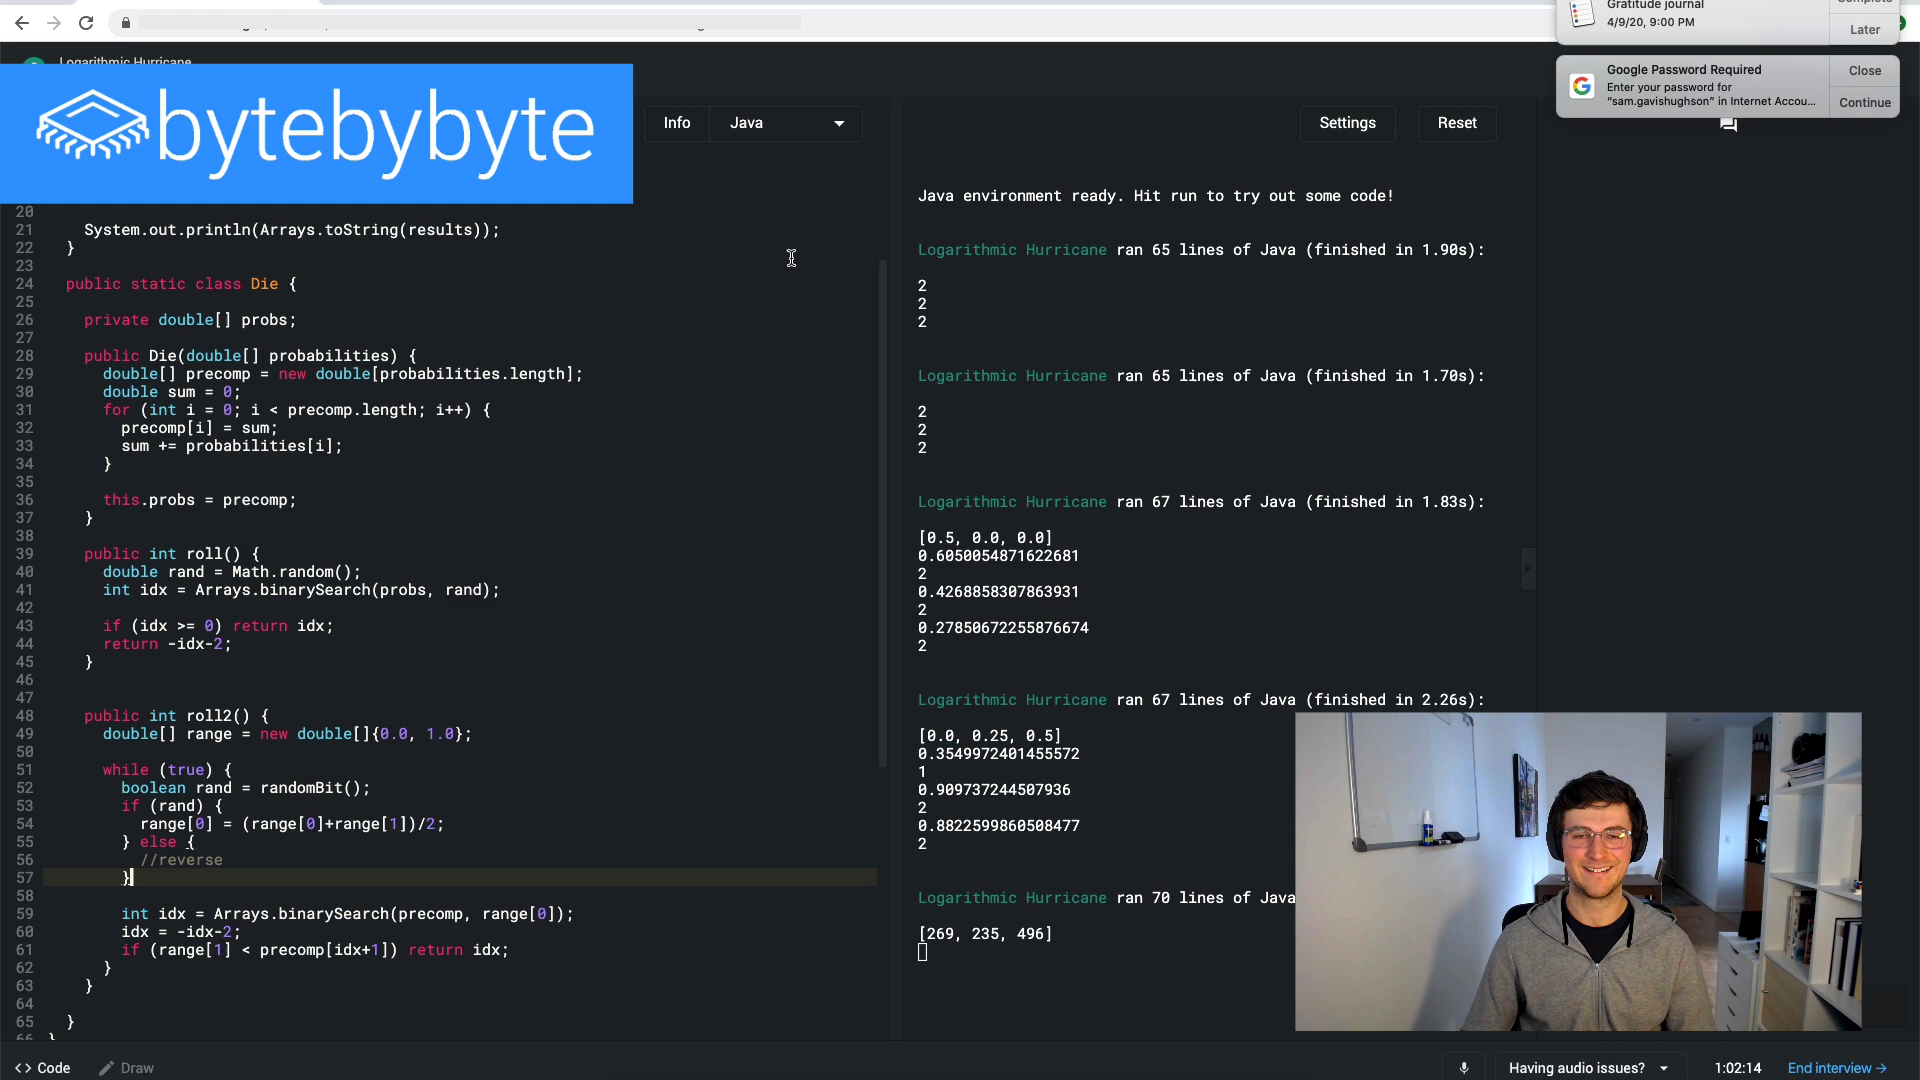 Gratitude journal
Complete
4/9/20, 9:00 PM
Later
Google Password Required
Close
Enter your password for
"sam.gavishughson" in Internet Accou...
Continue
Logarithmic Hurricane
bytebybyte
Info
Java
Settings
Reset
20
21 System.out.println(Arrays.toString(results));
22 }
23
24 public static class Die {
25
26 private double[] probs;
27
28 public Die(double[] probabilities) {
29 double[] precomp = new double[probabilities.length];
30 double sum = 0;
31 for (int i = 0; i < precomp.length; i++) {
32 precomp[i] = sum;
33 sum += probabilities[i];
34 }
35
36 this.probs = precomp;
37 }
38
39 public int roll() {
40 double rand = Math.random();
41 int idx = Arrays.binarySearch(probs, rand);
42
43 if (idx >= 0) return idx;
44 return -idx-2;
45 }
46
47
48 public int roll2() {
49 double[] range = new double[]{0.0, 1.0};
50
51 while (true) {
52 boolean rand = randomBit();
53 if (rand) {
54 range[0] = (range[0]+range[1])/2;
55 } else {
56 //reverse
57 }
58
59 int idx = Arrays.binarySearch(precomp, range[0]);
60 idx = -idx-2;
61 if (range[1] < precomp[idx+1]) return idx;
62 }
63 }
64
65 }
66 }
Java environment ready. Hit run to try out some code!
Logarithmic Hurricane ran 65 lines of Java (finished in 1.90s):
2
2
2
Logarithmic Hurricane ran 65 lines of Java (finished in 1.70s):
2
2
2
Logarithmic Hurricane ran 67 lines of Java (finished in 1.83s):
[0.5, 0.0, 0.0]
0.6050054871622681
2
0.4268858307863931
2
0.27850672255876674
2
Logarithmic Hurricane ran 67 lines of Java (finished in 2.26s):
[0.0, 0.25, 0.5]
0.3549972401455572
1
0.909737244507936
2
0.8822599860508477
2
Logarithmic Hurricane ran 70 lines of Java
[269, 235, 496]
<> Code
Draw
Having audio issues?
1:02:14
End interview →